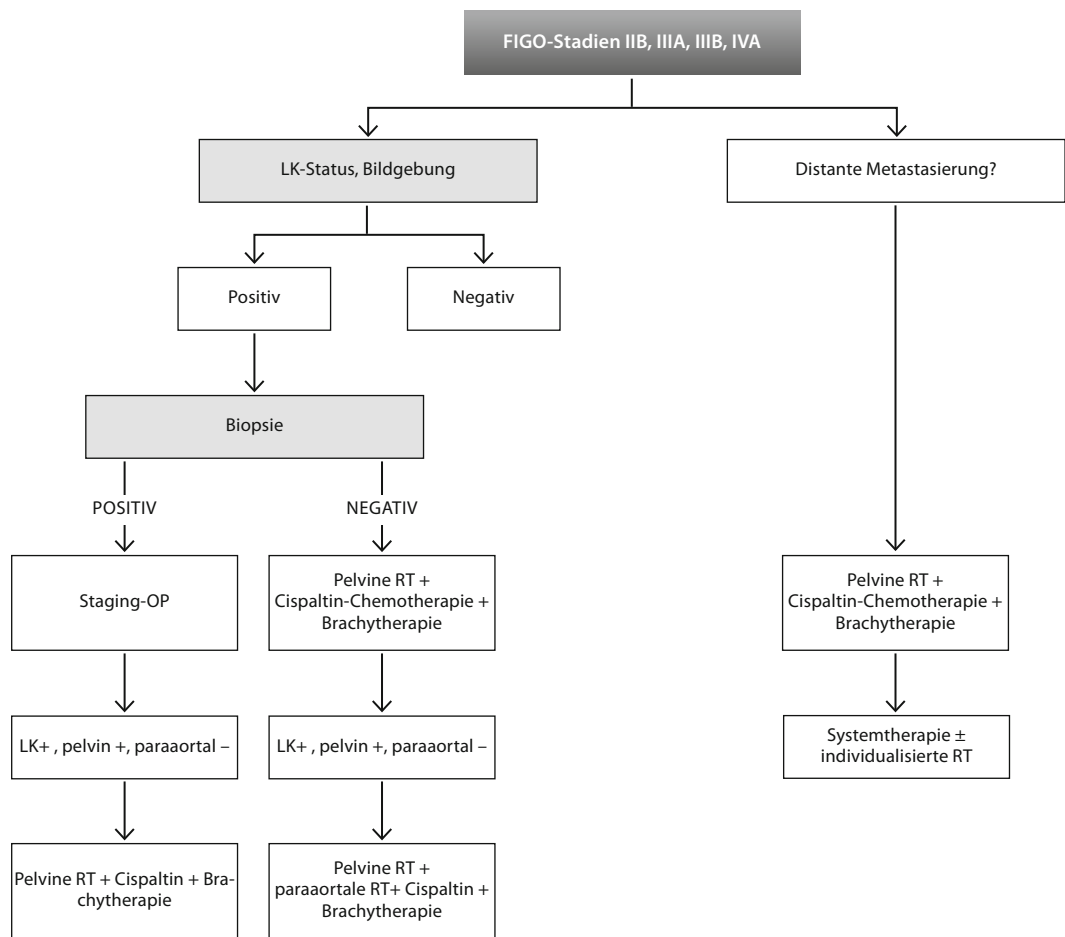 FIGO-Stadien IIB, IIIA, IIIB, IVA
LK-Status, Bildgebung
Distante Metastasierung?
Positiv
Negativ
Biopsie
POSITIV
NEGATIV
Staging-OP
Pelvine RT +
Cispaltin-Chemotherapie +
Brachytherapie
Pelvine RT +
Cispaltin-Chemotherapie +
Brachytherapie
LK+ , pelvin +, paraaortal –
LK+ , pelvin +, paraaortal –
Systemtherapie ±
individualisierte RT
Pelvine RT + Cispaltin + Bra-
chytherapie
Pelvine RT +
paraaortale RT+ Cispaltin +
Brachytherapie